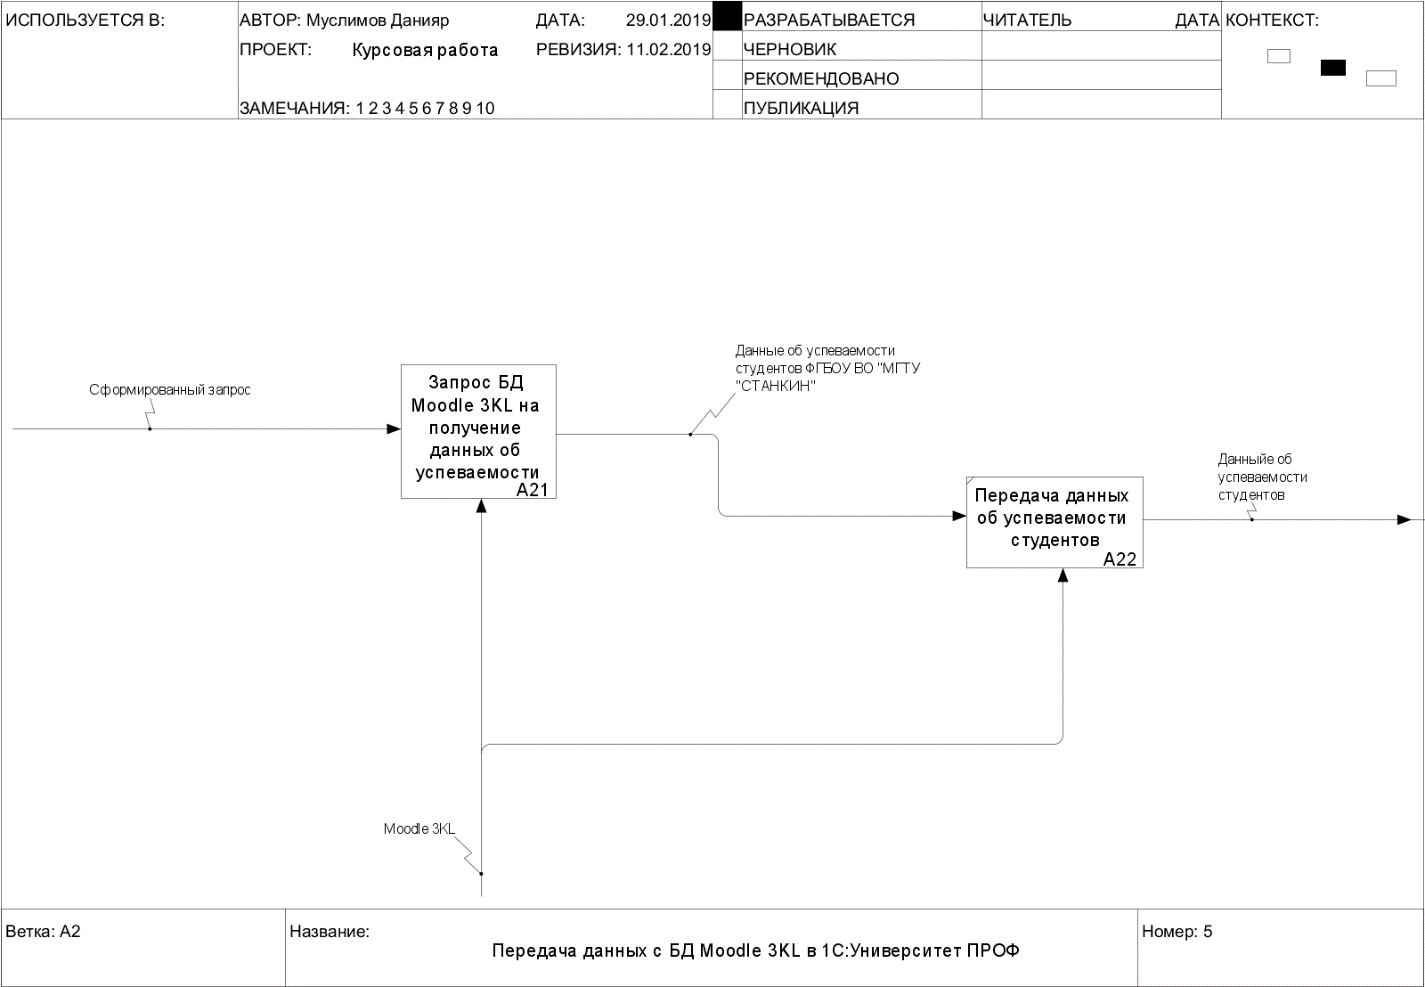 ИСПОЛЬЗУЕТСЯ В:
АВТОР: Муслимов Данияр
ДАТА: 29.01.2019
ПРОЕКТ: Курсовая работа
РЕВИЗИЯ: 11.02.2019
ЗАМЕЧАНИЯ: 1 2 3 4 5 6 7 8 9 10
РАЗРАБАТЫВАЕТСЯ
ЧЕРНОВИК
РЕКОМЕНДОВАНО
ПУБЛИКАЦИЯ
ЧИТАТЕЛЬ ДАТА
КОНТЕКСТ:
Сформированный запрос
Запрос БД
Moodle 3KL на
получение
данных об
успеваемости
A21
Данные об успеваемости
студентов ФГБОУ ВО "МГТУ
"СТАНКИН"
Передача данных
об успеваемости
студентов
A22
Данныйе об
успеваемости
студентов
Moodle 3KL
Ветка: A2
Название:
Передача данных с БД Moodle 3KL в 1С:Университет ПРОФ
Номер: 5